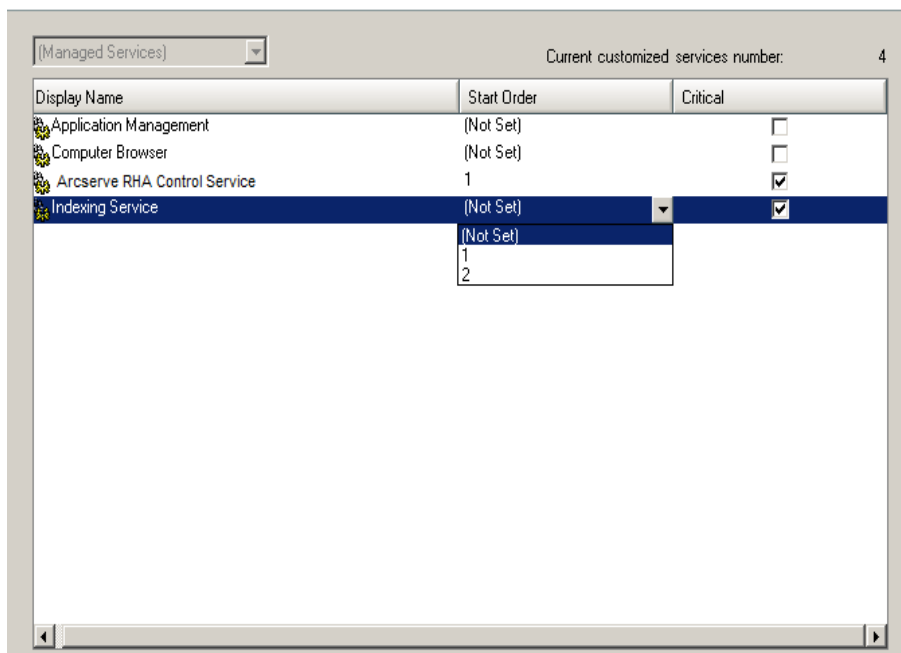 (Managed Services) Current customized services number: 4
Display Name Start Order Critical
Application Management (Not Set)
Computer Browser (Not Set)
Arcserve RHA Control Service 1
Indexing Service (Not Set)
(Not Set)
1
2